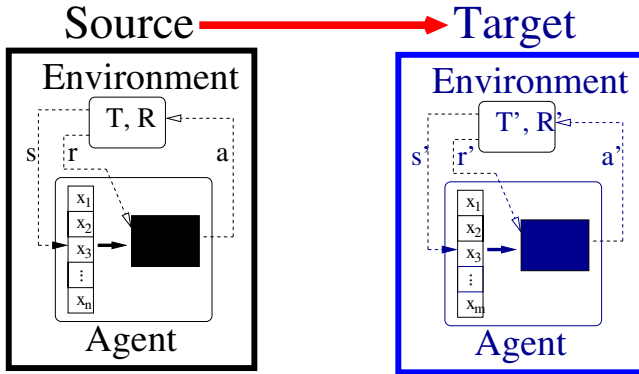 Source
Target
Environment
T, R
s
r
a
x1
x2
x3
⋮
xn
Agent
Environment
T', R'
s'
r'
a'
x1
x2
x3
⋮
xm
Agent